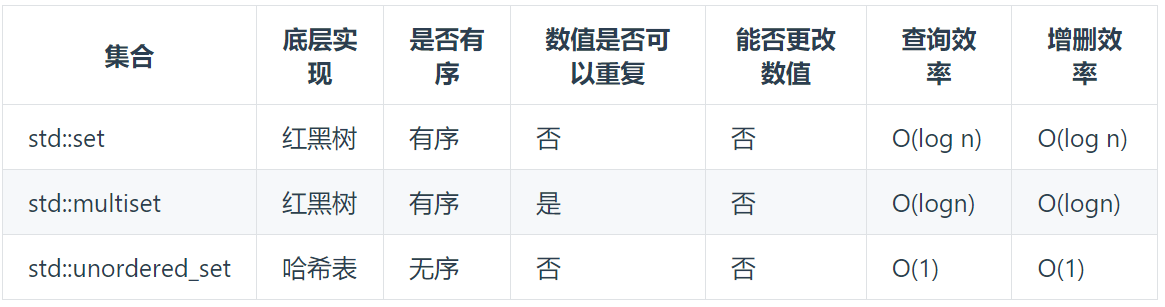 集合 底层实现 是否有序 数值是否可以重复 能否更改数值 查询效率 增删效率
std::set 红黑树 有序 否 否 O(log n) O(log n)
std::multiset 红黑树 有序 是 否 O(logn) O(logn)
std::unordered_set 哈希表 无序 否 否 O(1) O(1)